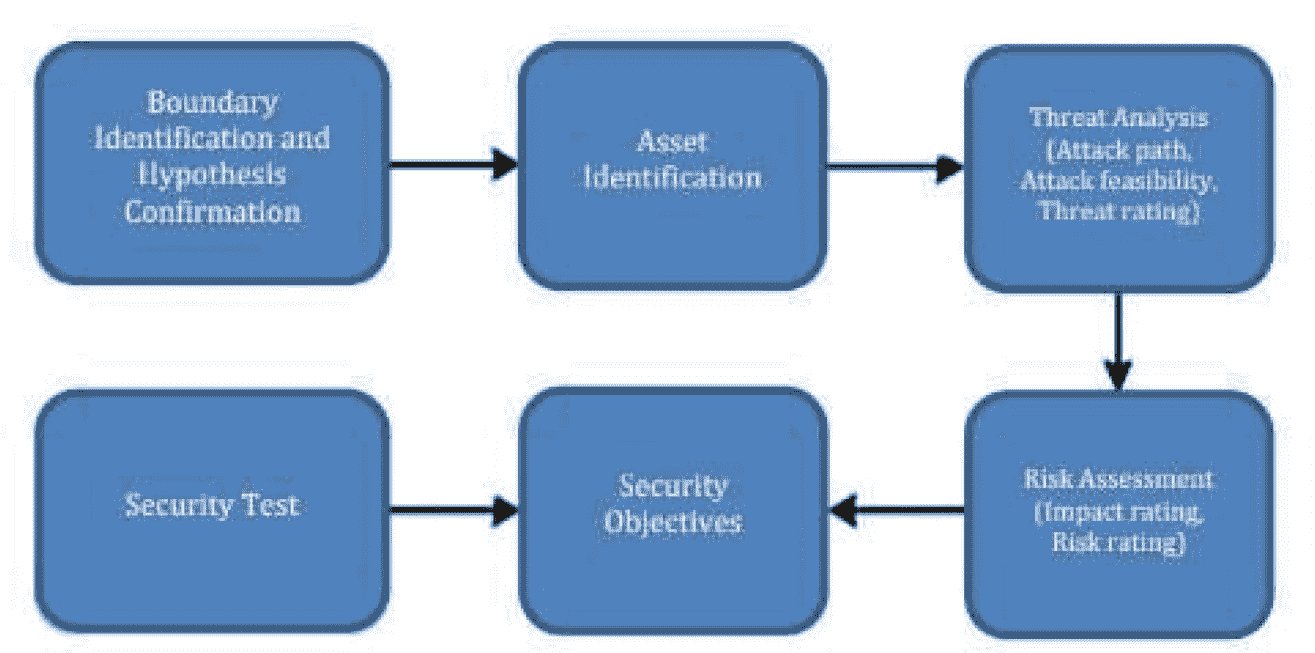 Boundary
Identification and
Hypothesis
Confirmation
Asset
Identification
Threat Analysis
(Attack path,
Attack feasibility,
Threat rating)
Security Test
Security
Objectives
Risk Assessment
(Impact rating,
Risk rating)